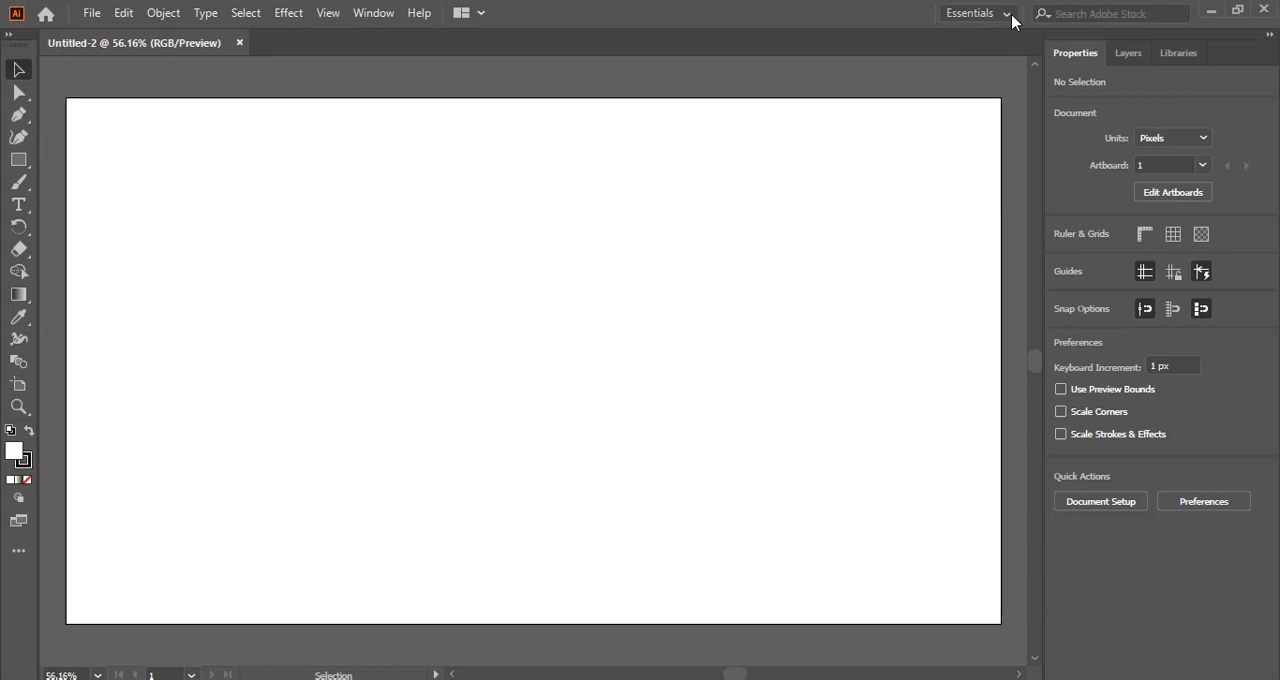 Ai File Edit Object Type Select Effect View Window Help Essentials Search Adobe Stock
Untitled-2 @ 56.16% (RGB/Preview) ×
Properties Layers Libraries
No Selection
Document
Units: Pixels
Artboard: 1
Edit Artboards
Ruler & Grids
Guides
Snap Options
Preferences
Keyboard Increment: 1 px
Use Preview Bounds
Scale Corners
Scale Strokes & Effects
Quick Actions
Document Setup Preferences
56.16% 1 Selection